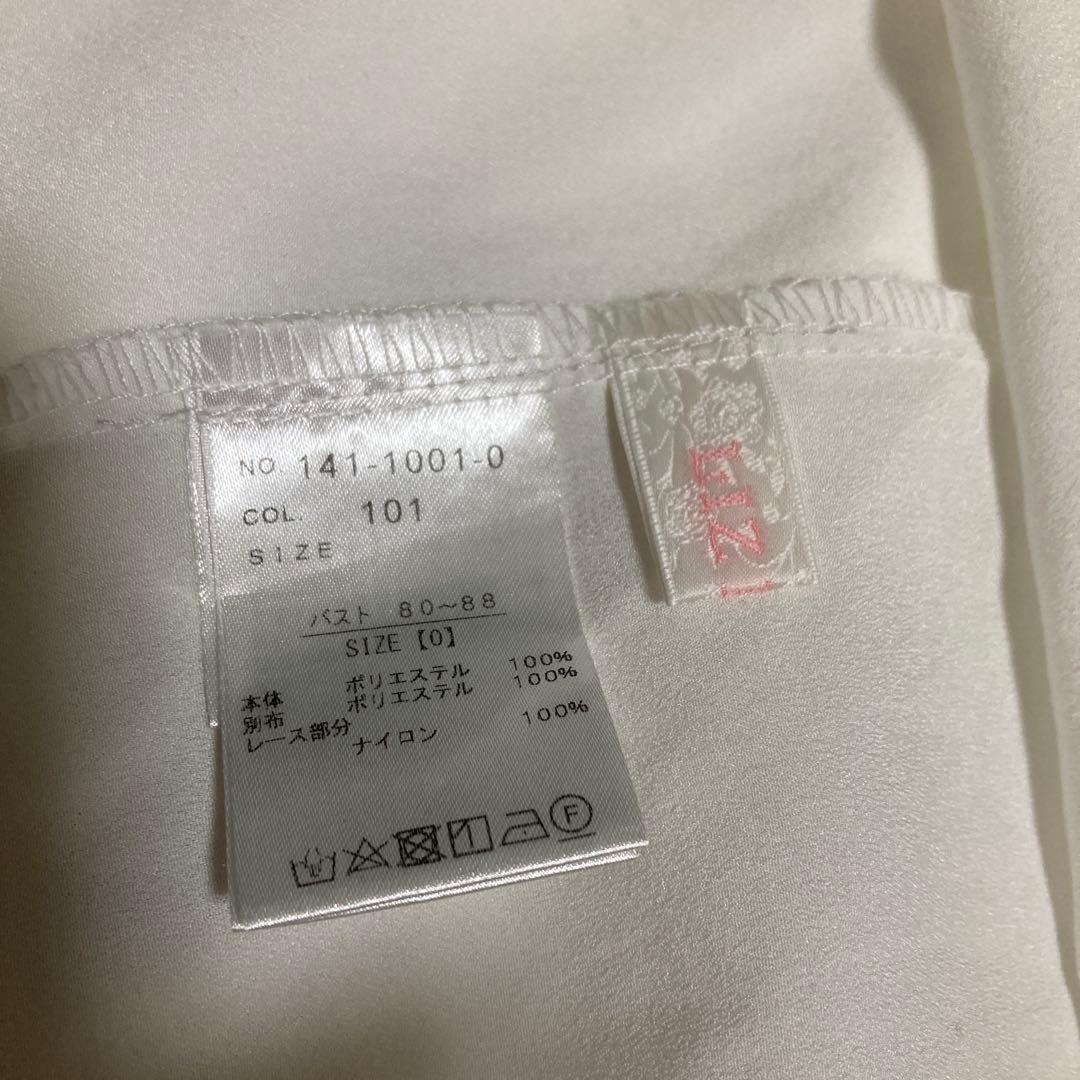 NO. 141-1001-0
COL. 101
SIZE
バスト 80～88
SIZE【0】
本体 ポリエステル 100%
別布 ポリエステル 100%
レース部分 ナイロン 100%
F
LIZ